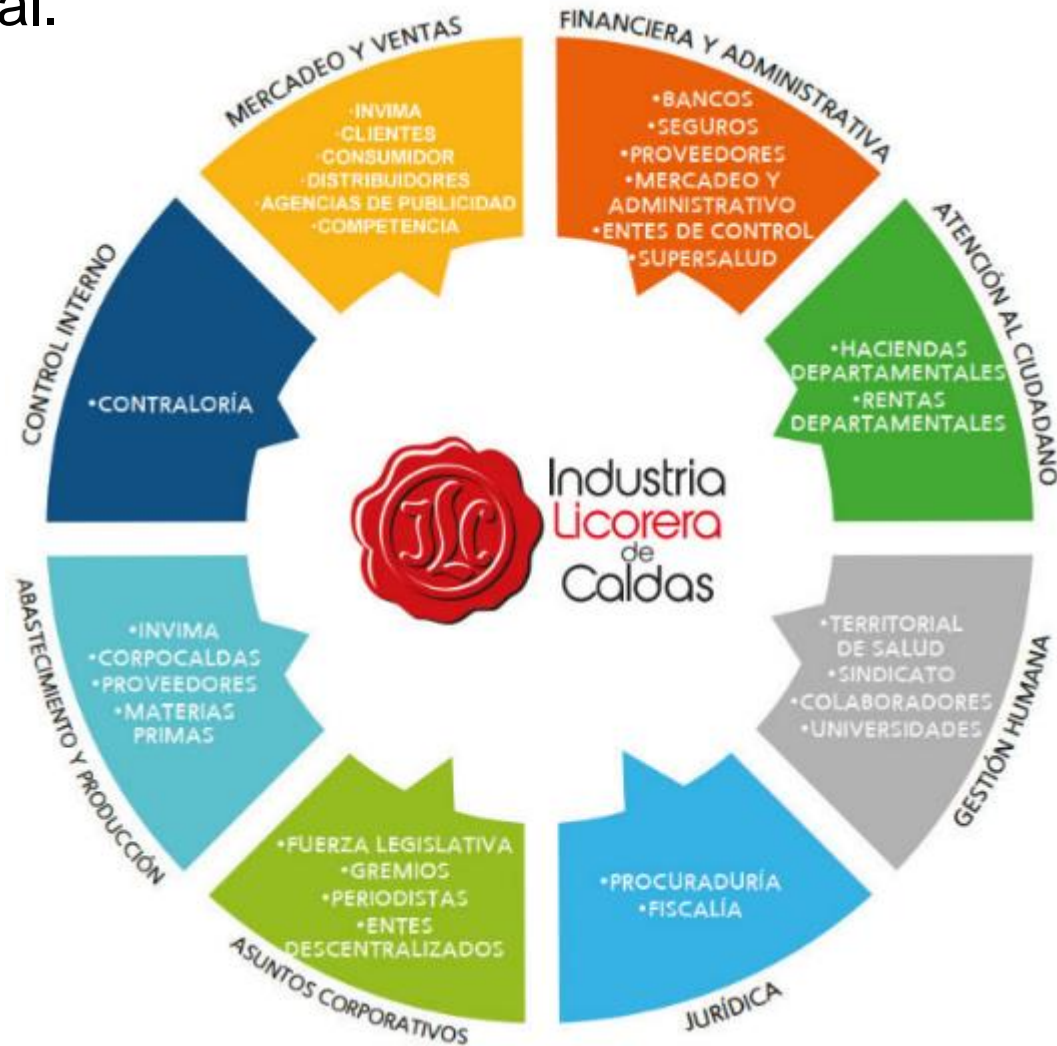 al.
MERCADEO Y VENTAS
·INVIMA
·CLIENTES
·CONSUMIDOR
·DISTRIBUIDORES
·AGENCIAS DE PUBLICIDAD
·COMPETENCIA
FINANCIERA Y ADMINISTRATIVA
•BANCOS
•SEGUROS
•PROVEEDORES
•MERCADEO Y
ADMINISTRATIVO
•ENTES DE CONTROL
•SUPERSALUD
ATENCIÓN AL CIUDADANO
•HACIENDAS
DEPARTAMENTALES
•RENTAS
DEPARTAMENTALES
GESTIÓN HUMANA
•TERRITORIAL
DE SALUD
•SINDICATO
•COLABORADORES
•UNIVERSIDADES
JURÍDICA
•PROCURADURÍA
•FISCALÍA
ASUNTOS CORPORATIVOS
•FUERZA LEGISLATIVA
•GREMIOS
•PERIODISTAS
•ENTES
DESCENTRALIZADOS
ABASTECIMIENTO Y PRODUCCIÓN
•INVIMA
•CORPOCALDAS
•PROVEEDORES
•MATERIAS
PRIMAS
CONTROL INTERNO
•CONTRALORÍA
ILC
Industria
Licorera
de
Caldas